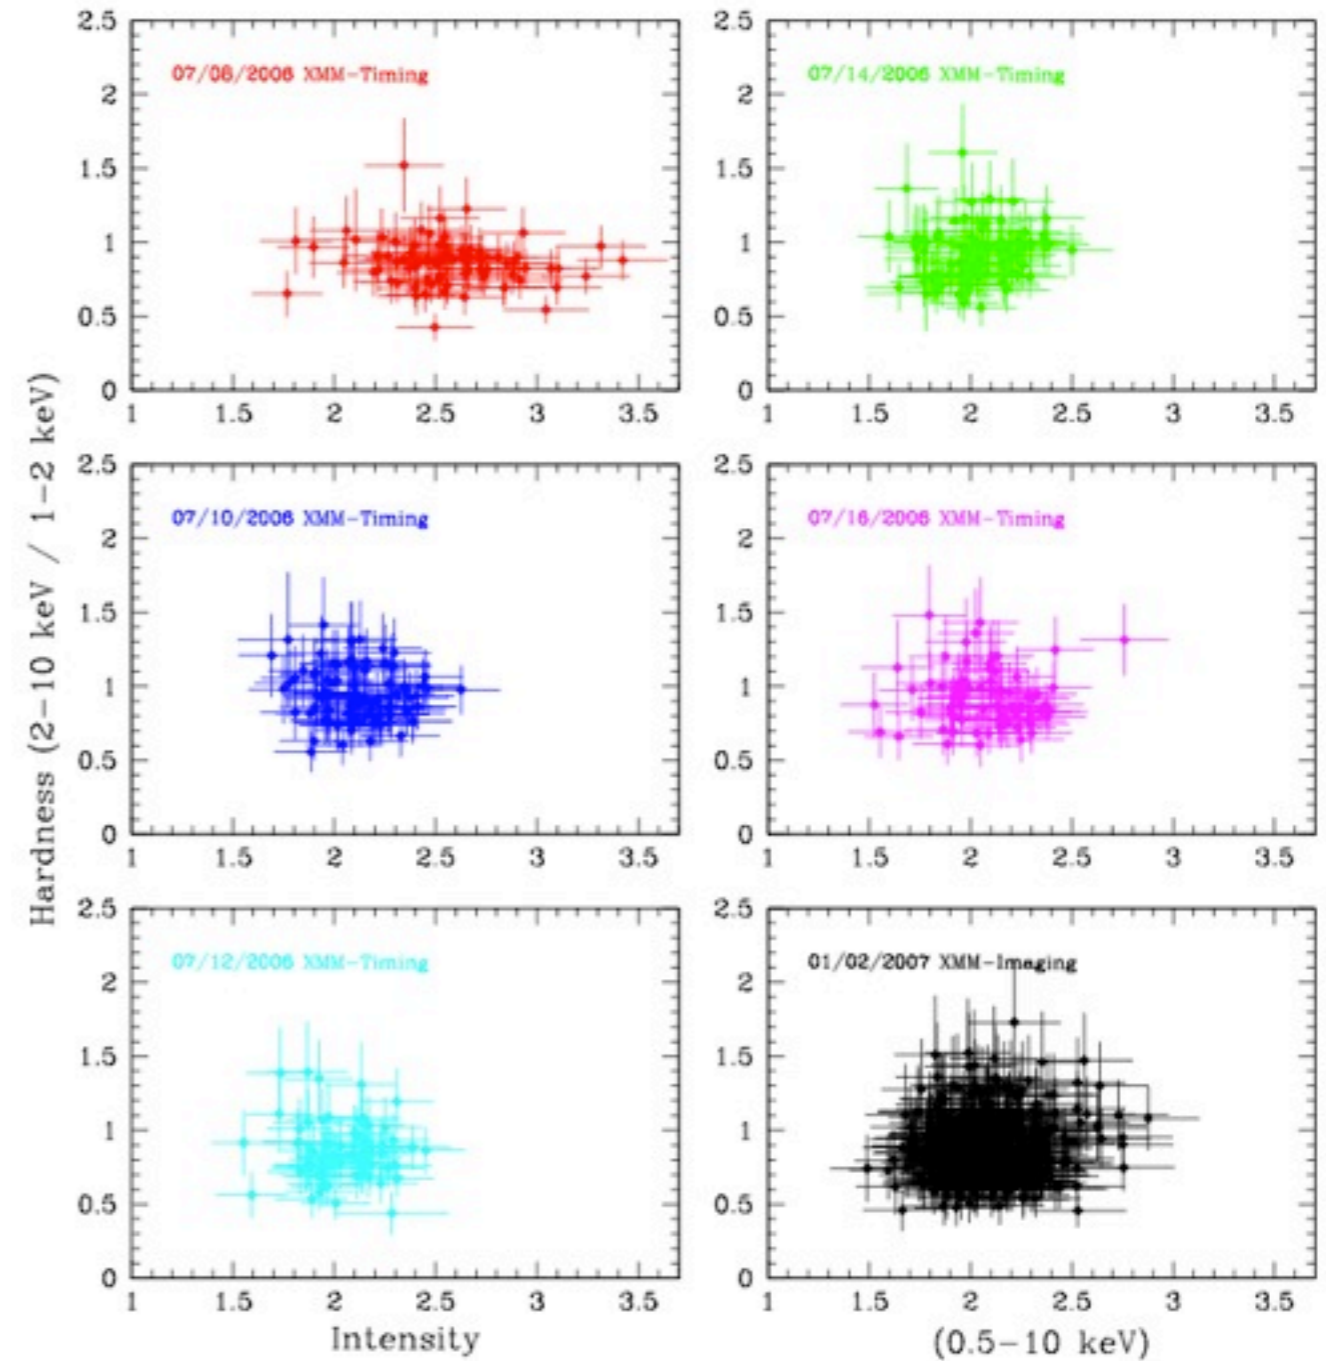 2.5
2
1.5
1
0.5
0
07/08/2006 XMM-Timing
1 1.5 2 2.5 3 3.5
2.5
2
1.5
1
0.5
0
07/14/2006 XMM-Timing
1 1.5 2 2.5 3 3.5
Hardness (2-10 keV / 1-2 keV)
2.5
2
1.5
1
0.5
0
07/10/2006 XMM-Timing
1 1.5 2 2.5 3 3.5
2.5
2
1.5
1
0.5
0
07/16/2006 XMM-Timing
1 1.5 2 2.5 3 3.5
2.5
2
1.5
1
0.5
0
07/12/2006 XMM-Timing
1 1.5 2 2.5 3 3.5
2.5
2
1.5
1
0.5
0
01/02/2007 XMM-Imaging
1 1.5 2 2.5 3 3.5
Intensity (0.5-10 keV)